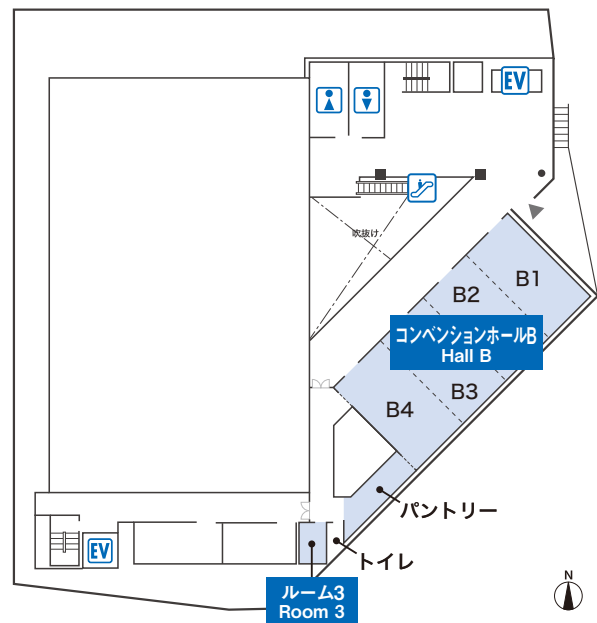 EV
吹抜け
B1
B2
コンベンションホールB
Hall B
B3
B4
パントリー
EV
トイレ
ルーム3
Room 3
N